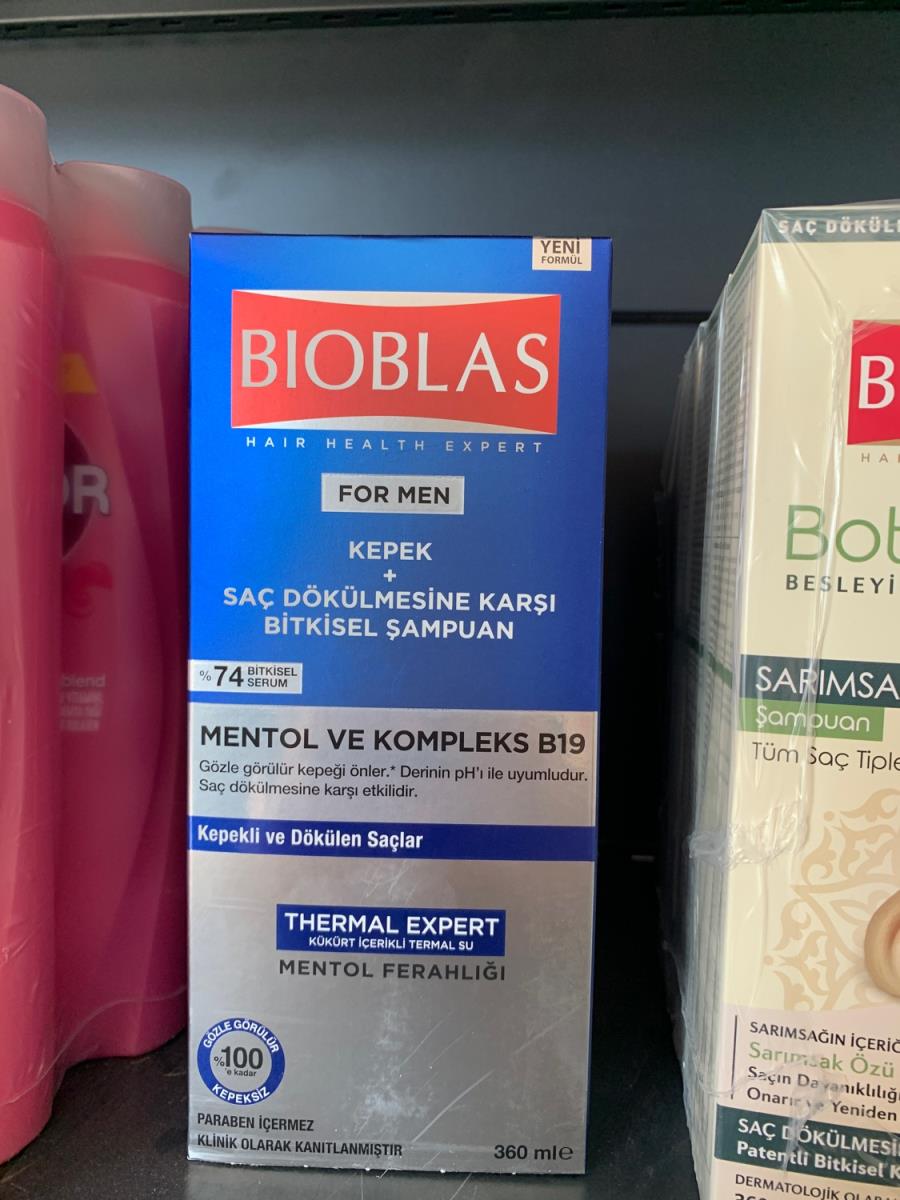 YENİ
FORMÜL
BIOBLAS
HAIR HEALTH EXPERT
FOR MEN
KEPEK
+
SAÇ DÖKÜLMESİNE KARŞI
BİTKİSEL ŞAMPUAN
%74 BİTKİSEL
SERUM
MENTOL VE KOMPLEKS B19
Gözle görülür kepeği önler.* Derinin pH'ı ile uyumludur.
Saç dökülmesine karşı etkilidir.
Kepekli ve Dökülen Saçlar
THERMAL EXPERT
KÜKÜRT İÇERİKLİ TERMAL SU
MENTOL FERAHLIĞI
GÖZLE GÖRÜLÜR
%100
'e kadar
KEPEKSİZ
PARABEN İÇERMEZ
KLİNİK OLARAK KANITLANMIŞTIR
360 ml e
OR
blend
SAÇ DÖKÜL
B
HA
Bot
BESLEYİ
SARIMSA
Şampuan
Tüm Saç Tiple
SARIMSAĞIN İÇERİĞ
Sarımsak Özü
Saçın Dayanıklılığı
Onarır ve Yeniden
SAÇ DÖKÜLMESİ
Patentli Bitkisel K
DERMATOLOJİK OLARA